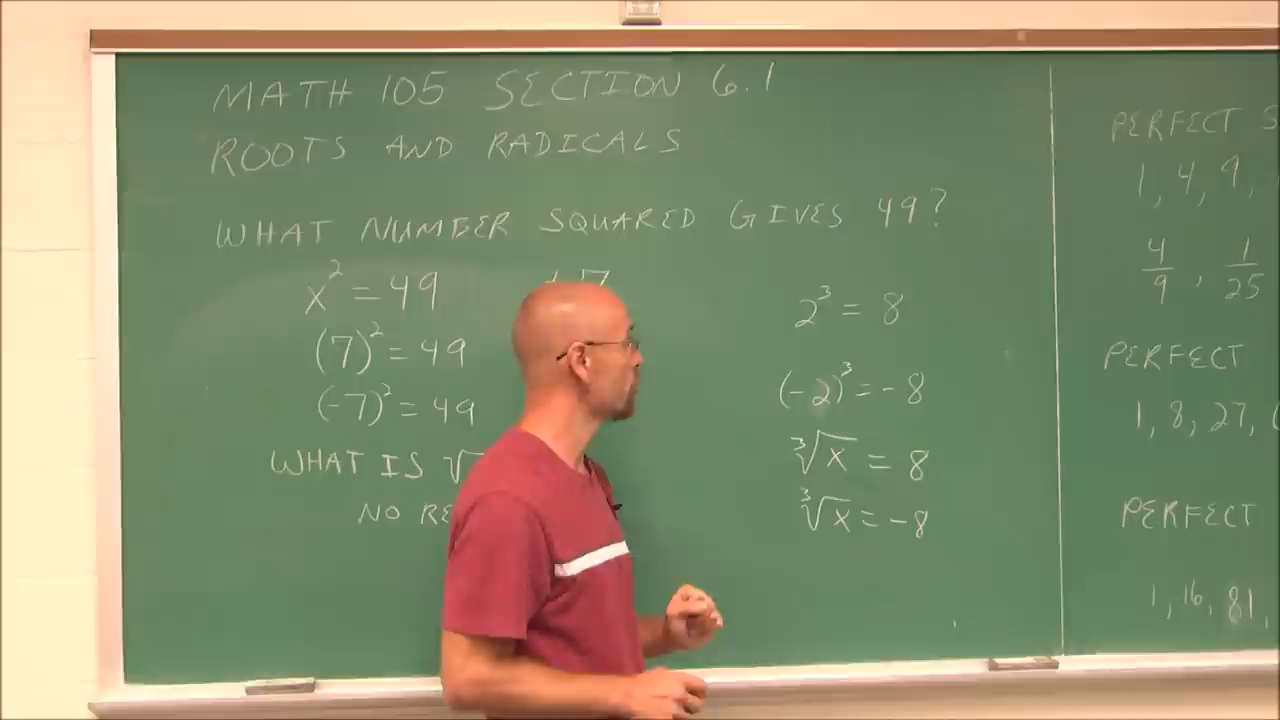 MATH 105 SECTION 6.1
ROOTS AND RADICALS
WHAT NUMBER SQUARED GIVES 49?
x² = 49
(7)² = 49
(-7)² = 49
WHAT IS √
NO
2³ = 8
(-2)³ = -8
∛x = 8
∛x = -8
PERFECT
1, 4, 9,
4/9, 1/25
PERFECT
1, 8, 27,
PERFECT
1, 16, 81,